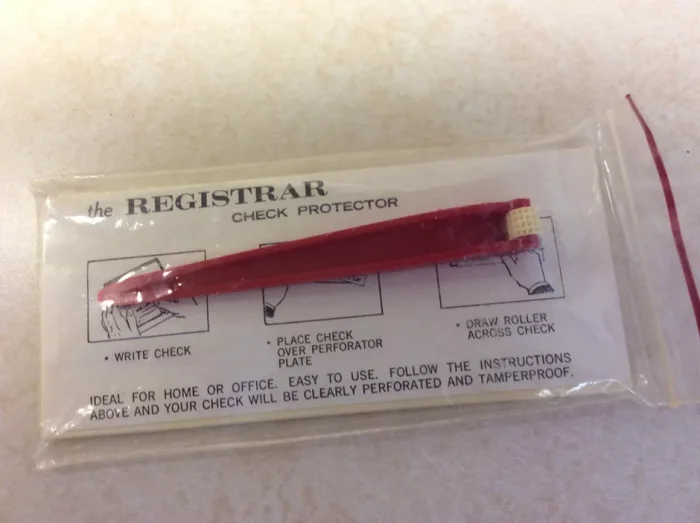 the REGISTRAR
CHECK PROTECTOR
• WRITE CHECK
• PLACE CHECK
OVER PERFORATOR
PLATE
• DRAW ROLLER
ACROSS CHECK
IDEAL FOR HOME OR OFFICE. EASY TO USE. FOLLOW THE INSTRUCTIONS
ABOVE AND YOUR CHECK WILL BE CLEARLY PERFORATED AND TAMPERPROOF.